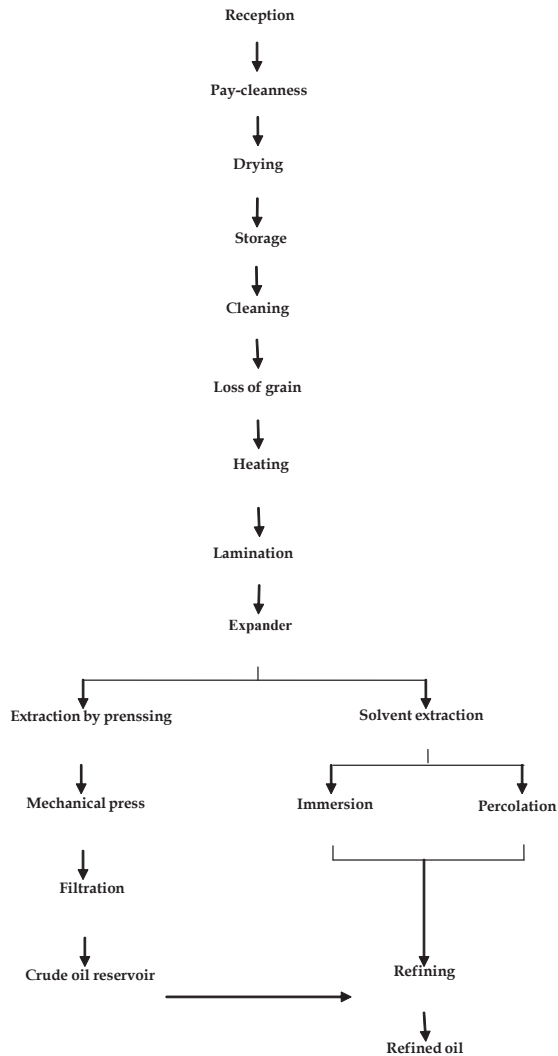 Reception
Pay-cleanness
Drying
Storage
Cleaning
Loss of grain
Heating
Lamination
Expander
Extraction by prenssing
Solvent extraction
Mechanical press
Immersion
Percolation
Filtration
Crude oil reservoir
Refining
Refined oil